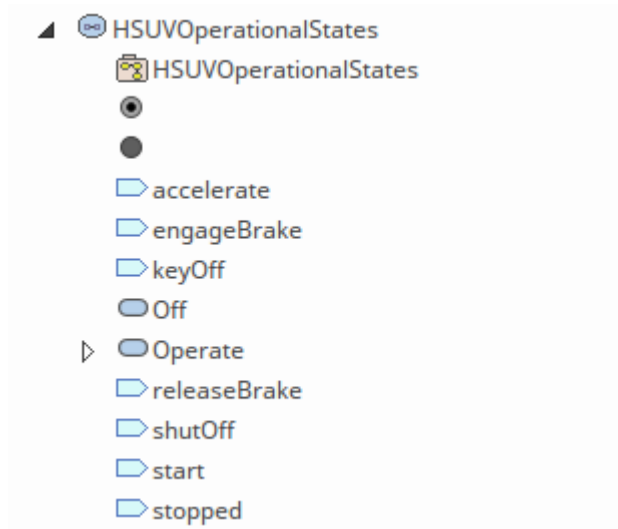 HSUVOperationalStates
HSUVOperationalStates
accelerate
engageBrake
keyOff
Off
Operate
releaseBrake
shutOff
start
stopped